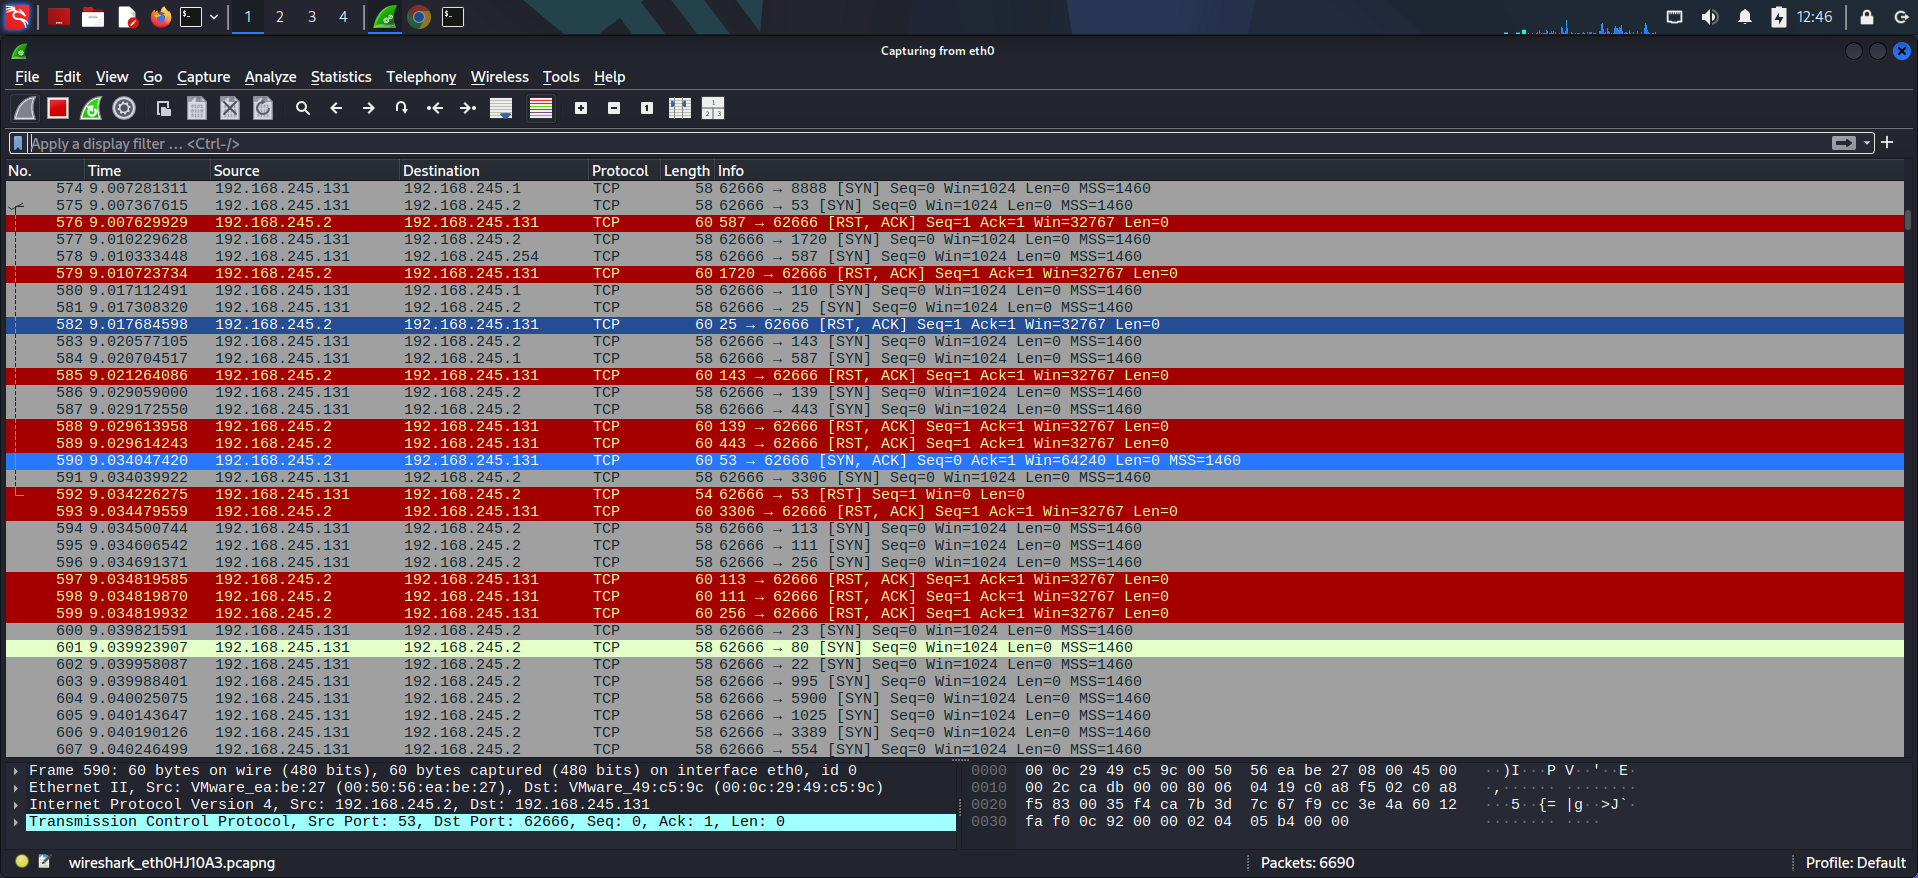 1 2 3 4 12:46
Capturing from eth0
File Edit View Go Capture Analyze Statistics Telephony Wireless Tools Help
Apply a display filter … <Ctrl-/>
No. Time Source Destination Protocol Length Info
574 9.007281311 192.168.245.131 192.168.245.1 TCP 58 62666 → 8888 [SYN] Seq=0 Win=1024 Len=0 MSS=1460
575 9.007367615 192.168.245.131 192.168.245.2 TCP 58 62666 → 53 [SYN] Seq=0 Win=1024 Len=0 MSS=1460
576 9.007629929 192.168.245.2 192.168.245.131 TCP 60 587 → 62666 [RST, ACK] Seq=1 Ack=1 Win=32767 Len=0
577 9.010229628 192.168.245.131 192.168.245.2 TCP 58 62666 → 1720 [SYN] Seq=0 Win=1024 Len=0 MSS=1460
578 9.010333448 192.168.245.131 192.168.245.254 TCP 58 62666 → 587 [SYN] Seq=0 Win=1024 Len=0 MSS=1460
579 9.010723734 192.168.245.2 192.168.245.131 TCP 60 1720 → 62666 [RST, ACK] Seq=1 Ack=1 Win=32767 Len=0
580 9.017112491 192.168.245.131 192.168.245.1 TCP 58 62666 → 110 [SYN] Seq=0 Win=1024 Len=0 MSS=1460
581 9.017308320 192.168.245.131 192.168.245.2 TCP 58 62666 → 25 [SYN] Seq=0 Win=1024 Len=0 MSS=1460
582 9.017684598 192.168.245.2 192.168.245.131 TCP 60 25 → 62666 [RST, ACK] Seq=1 Ack=1 Win=32767 Len=0
583 9.020577105 192.168.245.131 192.168.245.2 TCP 58 62666 → 143 [SYN] Seq=0 Win=1024 Len=0 MSS=1460
584 9.020704517 192.168.245.131 192.168.245.1 TCP 58 62666 → 587 [SYN] Seq=0 Win=1024 Len=0 MSS=1460
585 9.021264086 192.168.245.2 192.168.245.131 TCP 60 143 → 62666 [RST, ACK] Seq=1 Ack=1 Win=32767 Len=0
586 9.029059000 192.168.245.131 192.168.245.2 TCP 58 62666 → 139 [SYN] Seq=0 Win=1024 Len=0 MSS=1460
587 9.029172550 192.168.245.131 192.168.245.2 TCP 58 62666 → 443 [SYN] Seq=0 Win=1024 Len=0 MSS=1460
588 9.029613958 192.168.245.2 192.168.245.131 TCP 60 139 → 62666 [RST, ACK] Seq=1 Ack=1 Win=32767 Len=0
589 9.029614243 192.168.245.2 192.168.245.131 TCP 60 443 → 62666 [RST, ACK] Seq=1 Ack=1 Win=32767 Len=0
590 9.034047420 192.168.245.2 192.168.245.131 TCP 60 53 → 62666 [SYN, ACK] Seq=0 Ack=1 Win=64240 Len=0 MSS=1460
591 9.034039922 192.168.245.131 192.168.245.2 TCP 58 62666 → 3306 [SYN] Seq=0 Win=1024 Len=0 MSS=1460
592 9.034226275 192.168.245.131 192.168.245.2 TCP 54 62666 → 53 [RST] Seq=1 Win=0 Len=0
593 9.034479559 192.168.245.2 192.168.245.131 TCP 60 3306 → 62666 [RST, ACK] Seq=1 Ack=1 Win=32767 Len=0
594 9.034500744 192.168.245.131 192.168.245.2 TCP 58 62666 → 113 [SYN] Seq=0 Win=1024 Len=0 MSS=1460
595 9.034606542 192.168.245.131 192.168.245.2 TCP 58 62666 → 111 [SYN] Seq=0 Win=1024 Len=0 MSS=1460
596 9.034691371 192.168.245.131 192.168.245.2 TCP 58 62666 → 256 [SYN] Seq=0 Win=1024 Len=0 MSS=1460
597 9.034819585 192.168.245.2 192.168.245.131 TCP 60 113 → 62666 [RST, ACK] Seq=1 Ack=1 Win=32767 Len=0
598 9.034819870 192.168.245.2 192.168.245.131 TCP 60 111 → 62666 [RST, ACK] Seq=1 Ack=1 Win=32767 Len=0
599 9.034819932 192.168.245.2 192.168.245.131 TCP 60 256 → 62666 [RST, ACK] Seq=1 Ack=1 Win=32767 Len=0
600 9.039821591 192.168.245.131 192.168.245.2 TCP 58 62666 → 23 [SYN] Seq=0 Win=1024 Len=0 MSS=1460
601 9.039923907 192.168.245.131 192.168.245.2 TCP 58 62666 → 80 [SYN] Seq=0 Win=1024 Len=0 MSS=1460
602 9.039958087 192.168.245.131 192.168.245.2 TCP 58 62666 → 22 [SYN] Seq=0 Win=1024 Len=0 MSS=1460
603 9.039988401 192.168.245.131 192.168.245.2 TCP 58 62666 → 995 [SYN] Seq=0 Win=1024 Len=0 MSS=1460
604 9.040025075 192.168.245.131 192.168.245.2 TCP 58 62666 → 5900 [SYN] Seq=0 Win=1024 Len=0 MSS=1460
605 9.040143647 192.168.245.131 192.168.245.2 TCP 58 62666 → 1025 [SYN] Seq=0 Win=1024 Len=0 MSS=1460
606 9.040190126 192.168.245.131 192.168.245.2 TCP 58 62666 → 3389 [SYN] Seq=0 Win=1024 Len=0 MSS=1460
607 9.040246499 192.168.245.131 192.168.245.2 TCP 58 62666 → 554 [SYN] Seq=0 Win=1024 Len=0 MSS=1460
Frame 590: 60 bytes on wire (480 bits), 60 bytes captured (480 bits) on interface eth0, id 0
Ethernet II, Src: VMware_ea:be:27 (00:50:56:ea:be:27), Dst: VMware_49:c5:9c (00:0c:29:49:c5:9c)
Internet Protocol Version 4, Src: 192.168.245.2, Dst: 192.168.245.131
Transmission Control Protocol, Src Port: 53, Dst Port: 62666, Seq: 0, Ack: 1, Len: 0
0000 00 0c 29 49 c5 9c 00 50 56 ea be 27 08 00 45 00 ··)I···P V··'··E·
0010 00 2c ca db 00 00 80 06 04 19 c0 a8 f5 02 c0 a8 ·,······ ········
0020 f5 83 00 35 f4 ca 7b 3d 7c 67 f9 cc 3e 4a 60 12 ···5··{= |g··>J`·
0030 fa f0 0c 92 00 00 02 04 05 b4 00 00 ········ ····
wireshark_eth0HJ10A3.pcapng Packets: 6690 Profile: Default